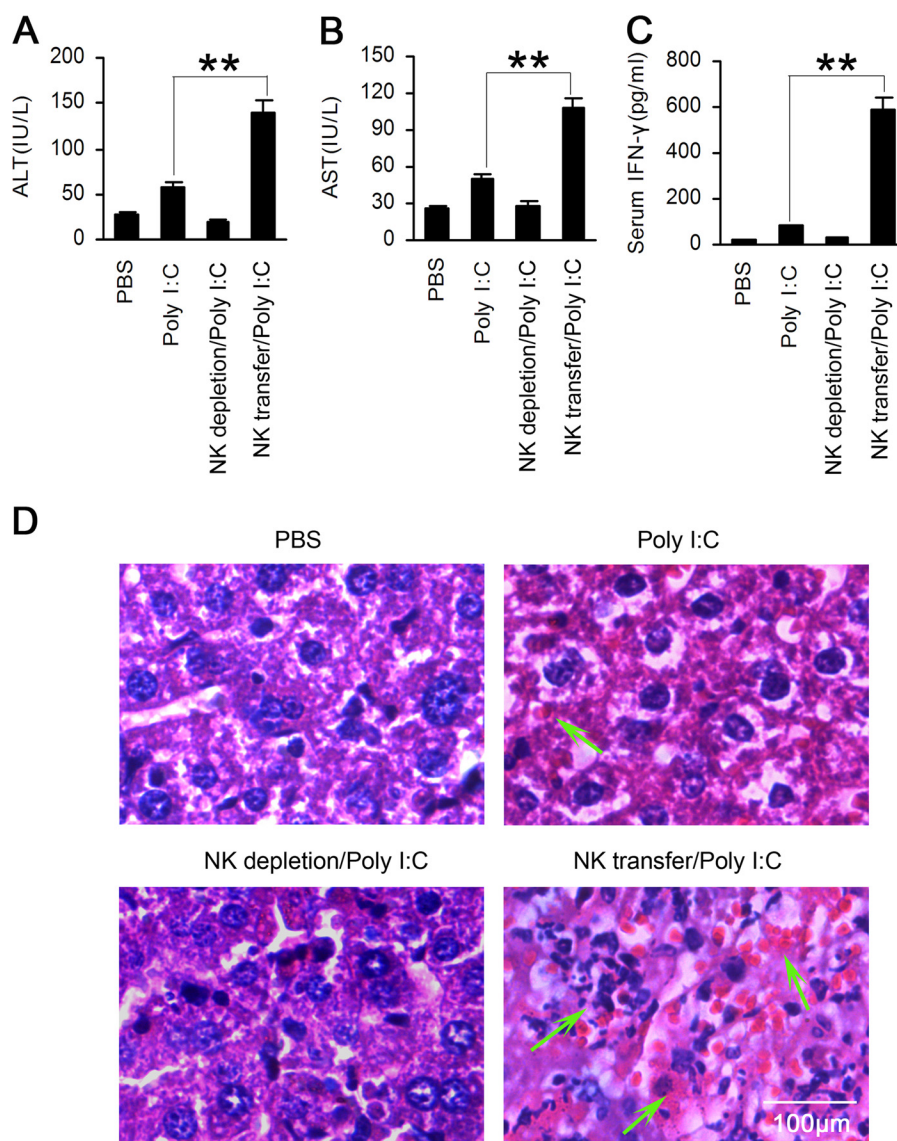 A
ALT(IU/L)
200
150
100
50
0
**
PBS
Poly I:C
NK depletion/Poly I:C
NK transfer/Poly I:C
B
AST(IU/L)
150
120
90
60
30
0
**
PBS
Poly I:C
NK depletion/Poly I:C
NK transfer/Poly I:C
C
Serum IFN-γ(pg/ml)
800
600
400
200
0
**
PBS
Poly I:C
NK depletion/Poly I:C
NK transfer/Poly I:C
D
PBS
Poly I:C
NK depletion/Poly I:C
NK transfer/Poly I:C
100μm